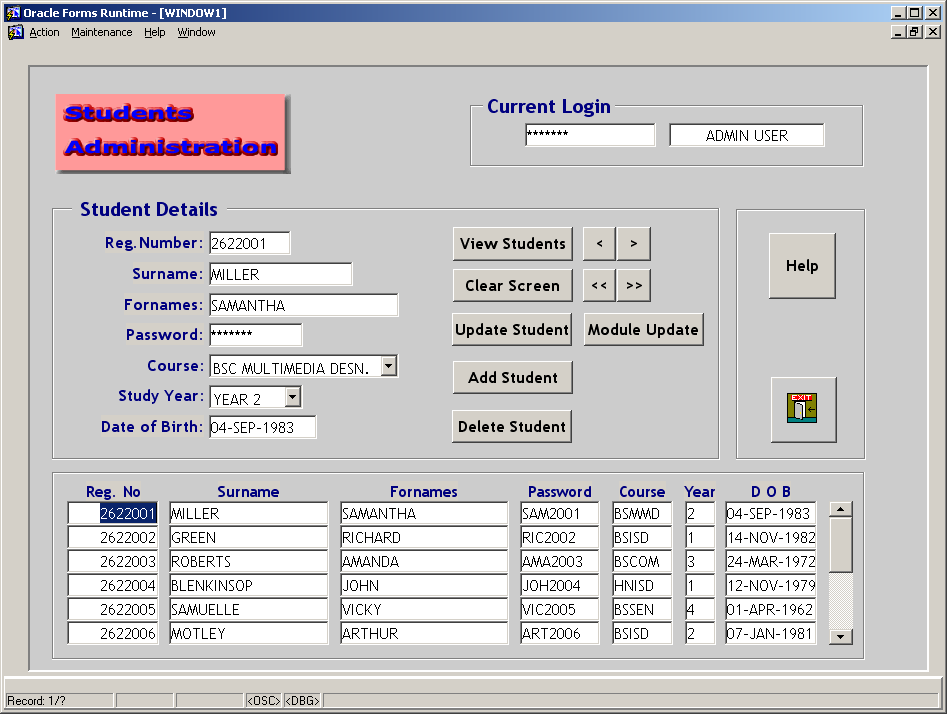 Oracle Forms Runtime - [WINDOW1]
Action Maintenance Help Window
Students
Administration
Current Login
******* ADMIN USER
Student Details
Reg. Number: 2622001
Surname: MILLER
Fornames: SAMANTHA
Password: *******
Course: BSC MULTIMEDIA DESN.
Study Year: YEAR 2
Date of Birth: 04-SEP-1983
View Students < >
Clear Screen << >>
Update Student Module Update
Add Student
Delete Student
Help
EXIT
Reg. No Surname Fornames Password Course Year D O B
2622001 MILLER SAMANTHA SAM2001 BSMMD 2 04-SEP-1983
2622002 GREEN RICHARD RIC2002 BSISD 1 14-NOV-1982
2622003 ROBERTS AMANDA AMA2003 BSCOM 3 24-MAR-1972
2622004 BLENKINSOP JOHN JOH2004 HNISD 1 12-NOV-1979
2622005 SAMUELLE VICKY VIC2005 BSSEN 4 01-APR-1962
2622006 MOTLEY ARTHUR ART2006 BSISD 2 07-JAN-1981
Record: 1/? <OSC> <DBG>